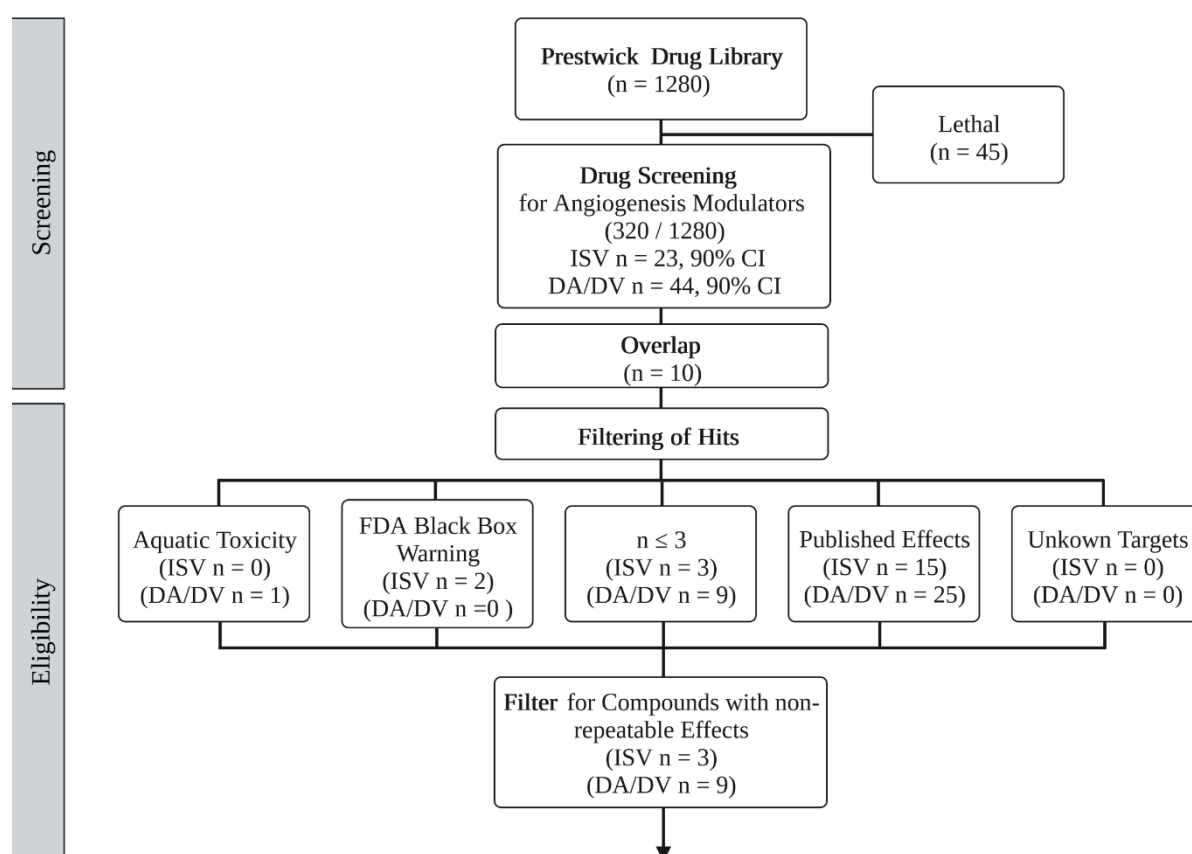 Screening
Prestwick Drug Library
(n = 1280)
Lethal
(n = 45)
Drug Screening
for Angiogenesis Modulators
(320 / 1280)
ISV n = 23, 90% CI
DA/DV n = 44, 90% CI
Overlap
(n = 10)
Eligibility
Filtering of Hits
Aquatic Toxicity
(ISV n = 0)
(DA/DV n = 1)
FDA Black Box
Warning
(ISV n = 2)
(DA/DV n =0 )
n ≤ 3
(ISV n = 3)
(DA/DV n = 9)
Published Effects
(ISV n = 15)
(DA/DV n = 25)
Unkown Targets
(ISV n = 0)
(DA/DV n = 0)
Filter for Compounds with non-
repeatable Effects
(ISV n = 3)
(DA/DV n = 9)